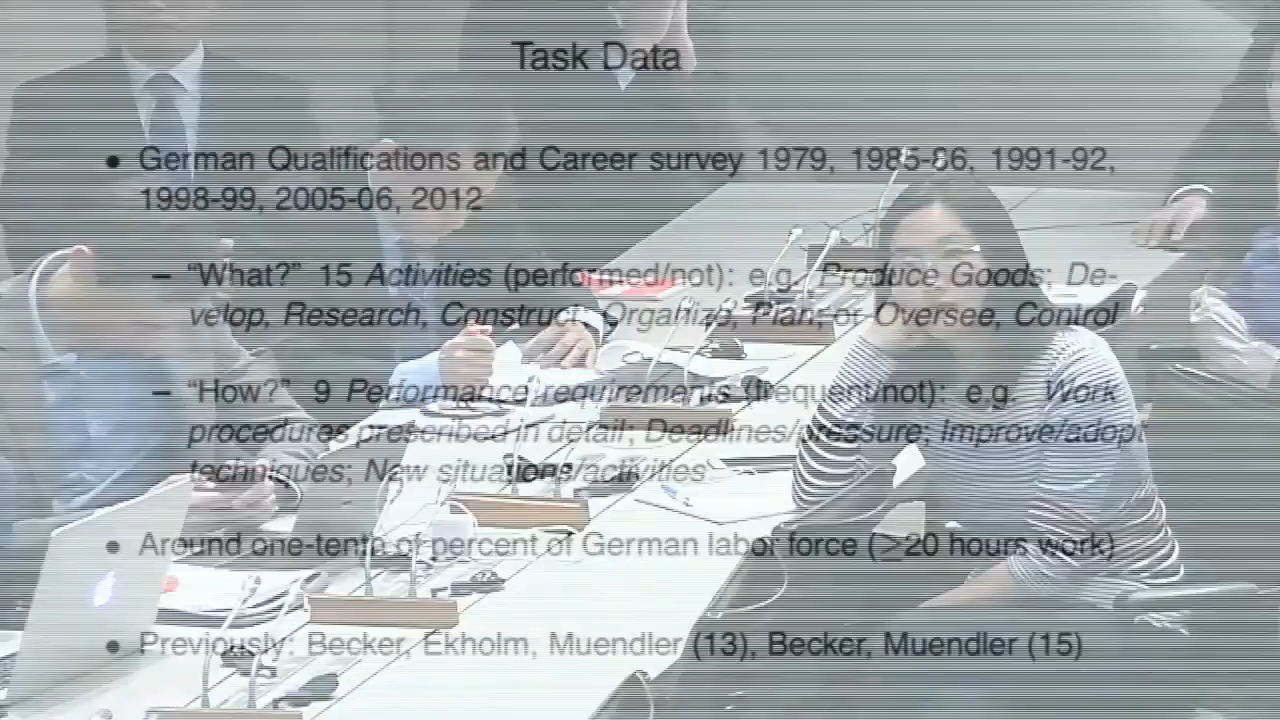 Task Data
• German Qualifications and Career survey 1979, 1985-86, 1991-92,
1998-99, 2005-06, 2012
– “What?” 15 Activities (performed/not): e.g. Produce Goods; De-
velop, Research, Construct; Organize, Plan, or Oversee, Control
– “How?” 9 Performance requirements (frequent/not): e.g. Work
procedures prescribed in detail; Deadlines/pressure; Improve/adopt
techniques; New situations/activities
• Around one-tenth of percent of German labor force (≥20 hours work)
• Previously: Becker, Ekholm, Muendler (13), Becker, Muendler (15)